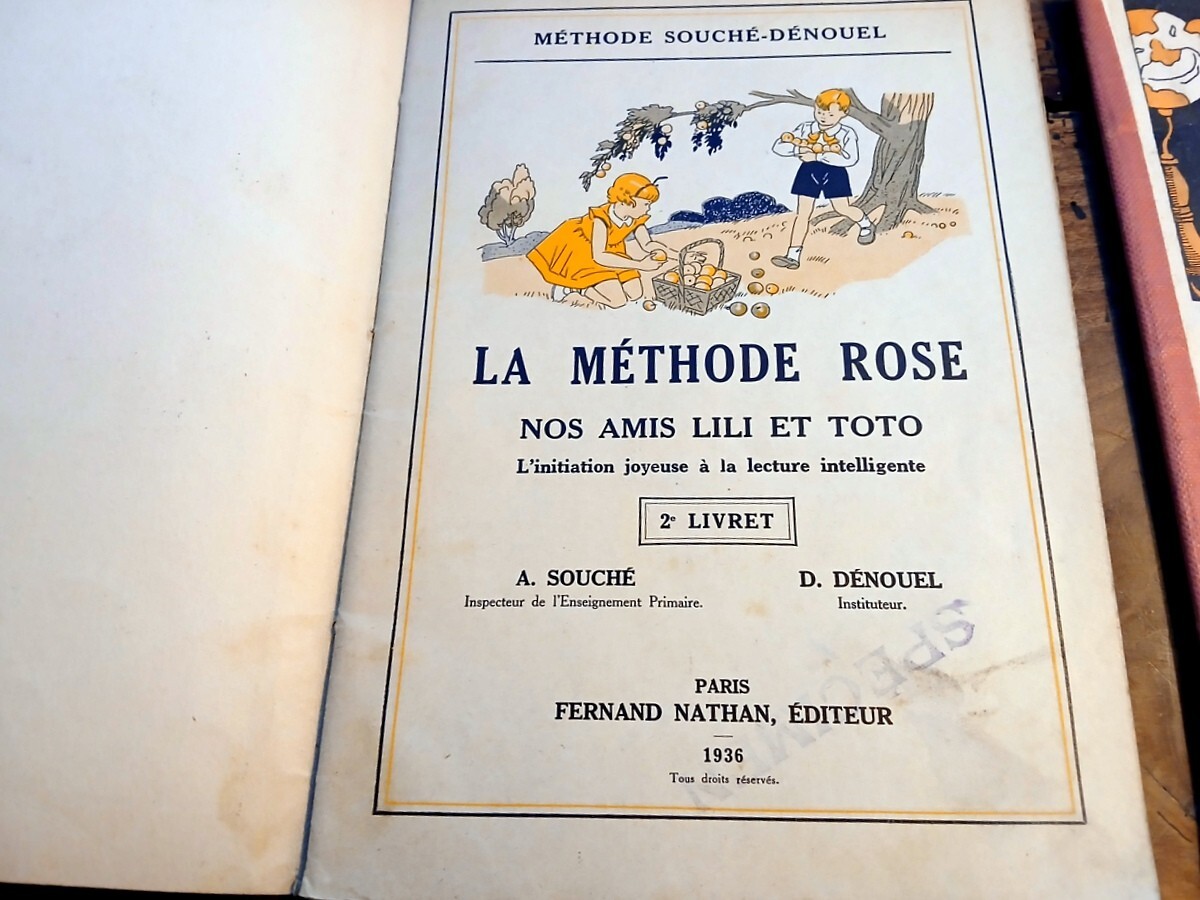 MÉTHODE SOUCHÉ-DÉNOUEL
LA MÉTHODE ROSE
NOS AMIS LILI ET TOTO
L'initiation joyeuse à la lecture intelligente
2e LIVRET
A. SOUCHÉ
Inspecteur de l'Enseignement Primaire.
D. DÉNOUEL
Instituteur.
SPECIMEN
PARIS
FERNAND NATHAN, ÉDITEUR
1936
Tous droits réservés.